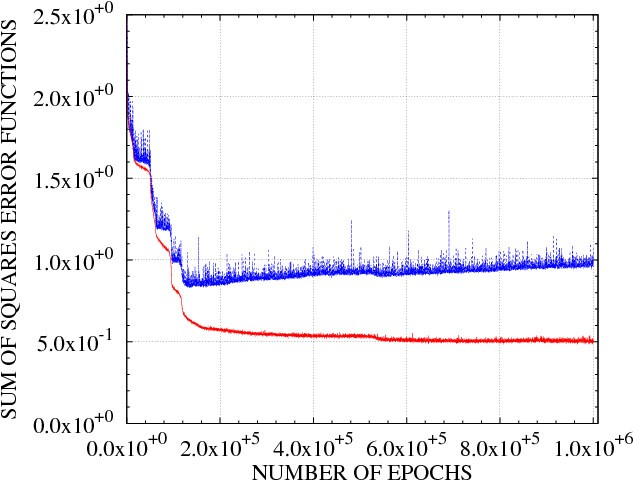 SUM OF SQUARES ERROR FUNCTIONS
2.5x10^+0
2.0x10^+0
1.5x10^+0
1.0x10^+0
5.0x10^-1
0.0x10^+0
0.0x10^+0 2.0x10^+5 4.0x10^+5 6.0x10^+5 8.0x10^+5 1.0x10^+6
NUMBER OF EPOCHS